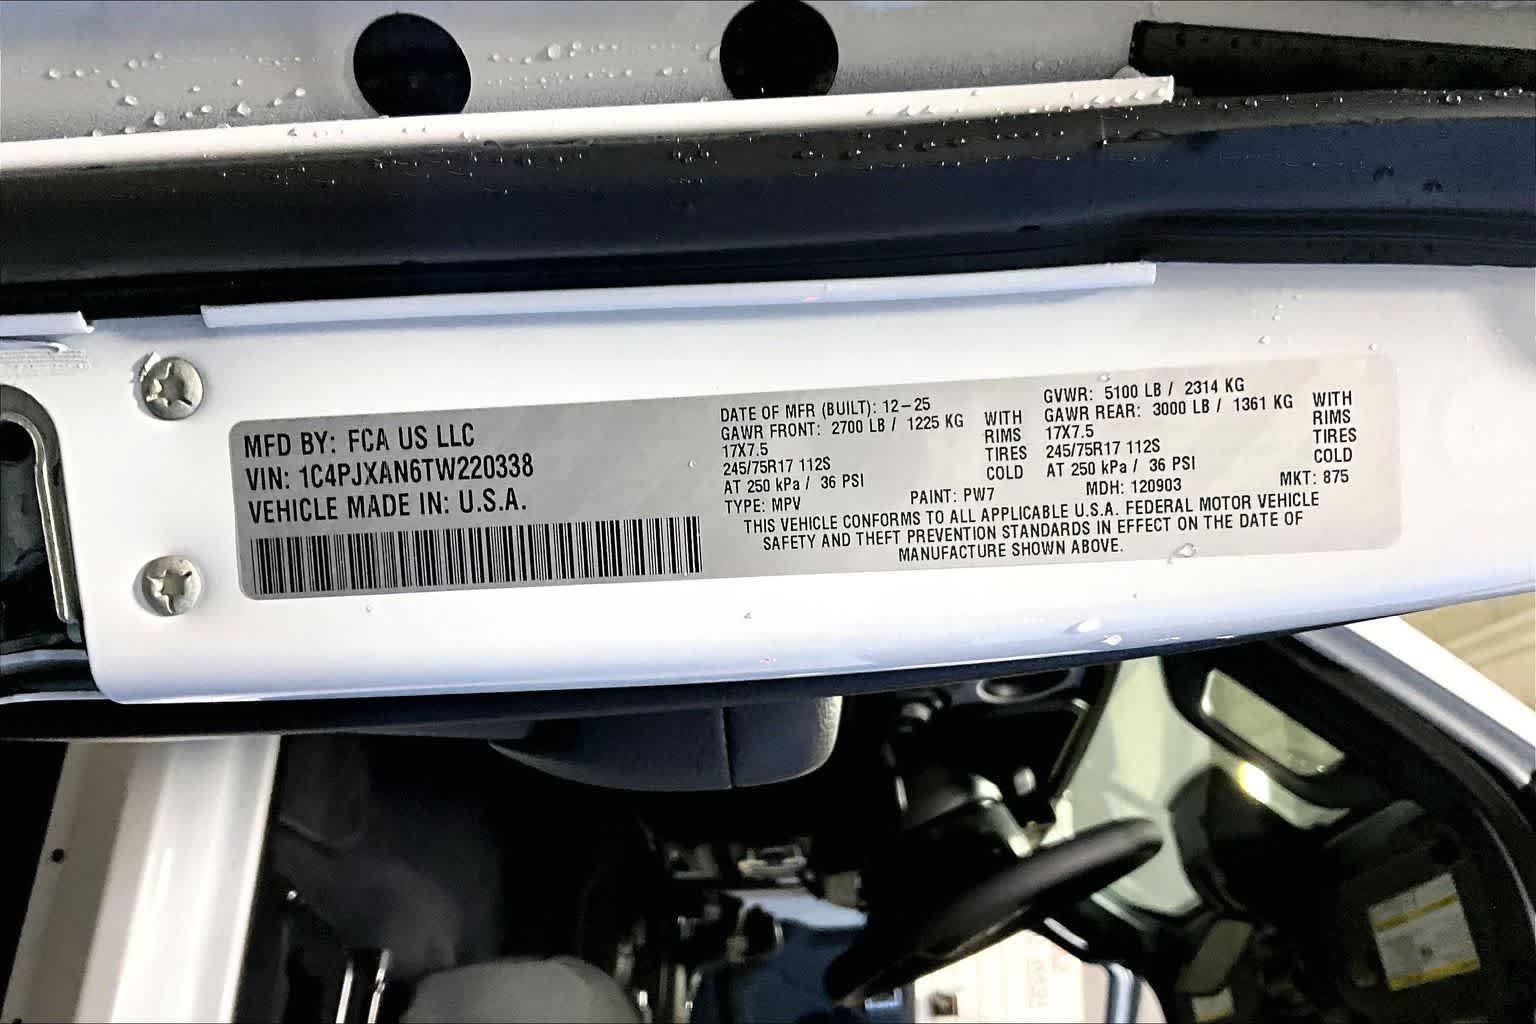 MFD BY: FCA US LLC
VIN: 1C4PJXAN6TW220338
VEHICLE MADE IN: U.S.A.
DATE OF MFR (BUILT): 12-25
GAWR FRONT: 2700 LB / 1225 KG WITH
17X7.5 RIMS
245/75R17 112S TIRES
AT 250 kPa / 36 PSI COLD
GVWR: 5100 LB / 2314 KG
GAWR REAR: 3000 LB / 1361 KG WITH
17X7.5 RIMS
245/75R17 112S TIRES
AT 250 kPa / 36 PSI COLD
TYPE: MPV PAINT: PW7 MDH: 120903 MKT: 875
THIS VEHICLE CONFORMS TO ALL APPLICABLE U.S.A. FEDERAL MOTOR VEHICLE
SAFETY AND THEFT PREVENTION STANDARDS IN EFFECT ON THE DATE OF
MANUFACTURE SHOWN ABOVE.